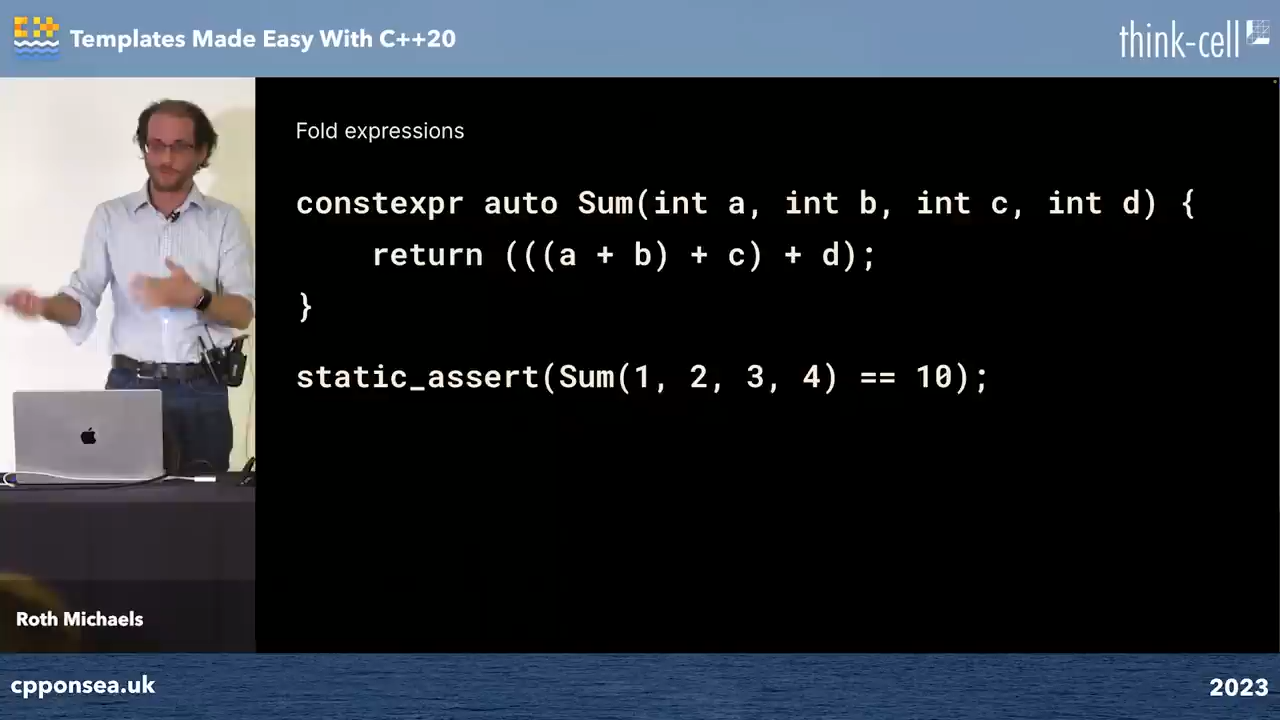 C++
Templates Made Easy With C++20
think-cell
Fold expressions
constexpr auto Sum(int a, int b, int c, int d) {
    return (((a + b) + c) + d);
}
static_assert(Sum(1, 2, 3, 4) == 10);
Roth Michaels
cpponsea.uk
2023